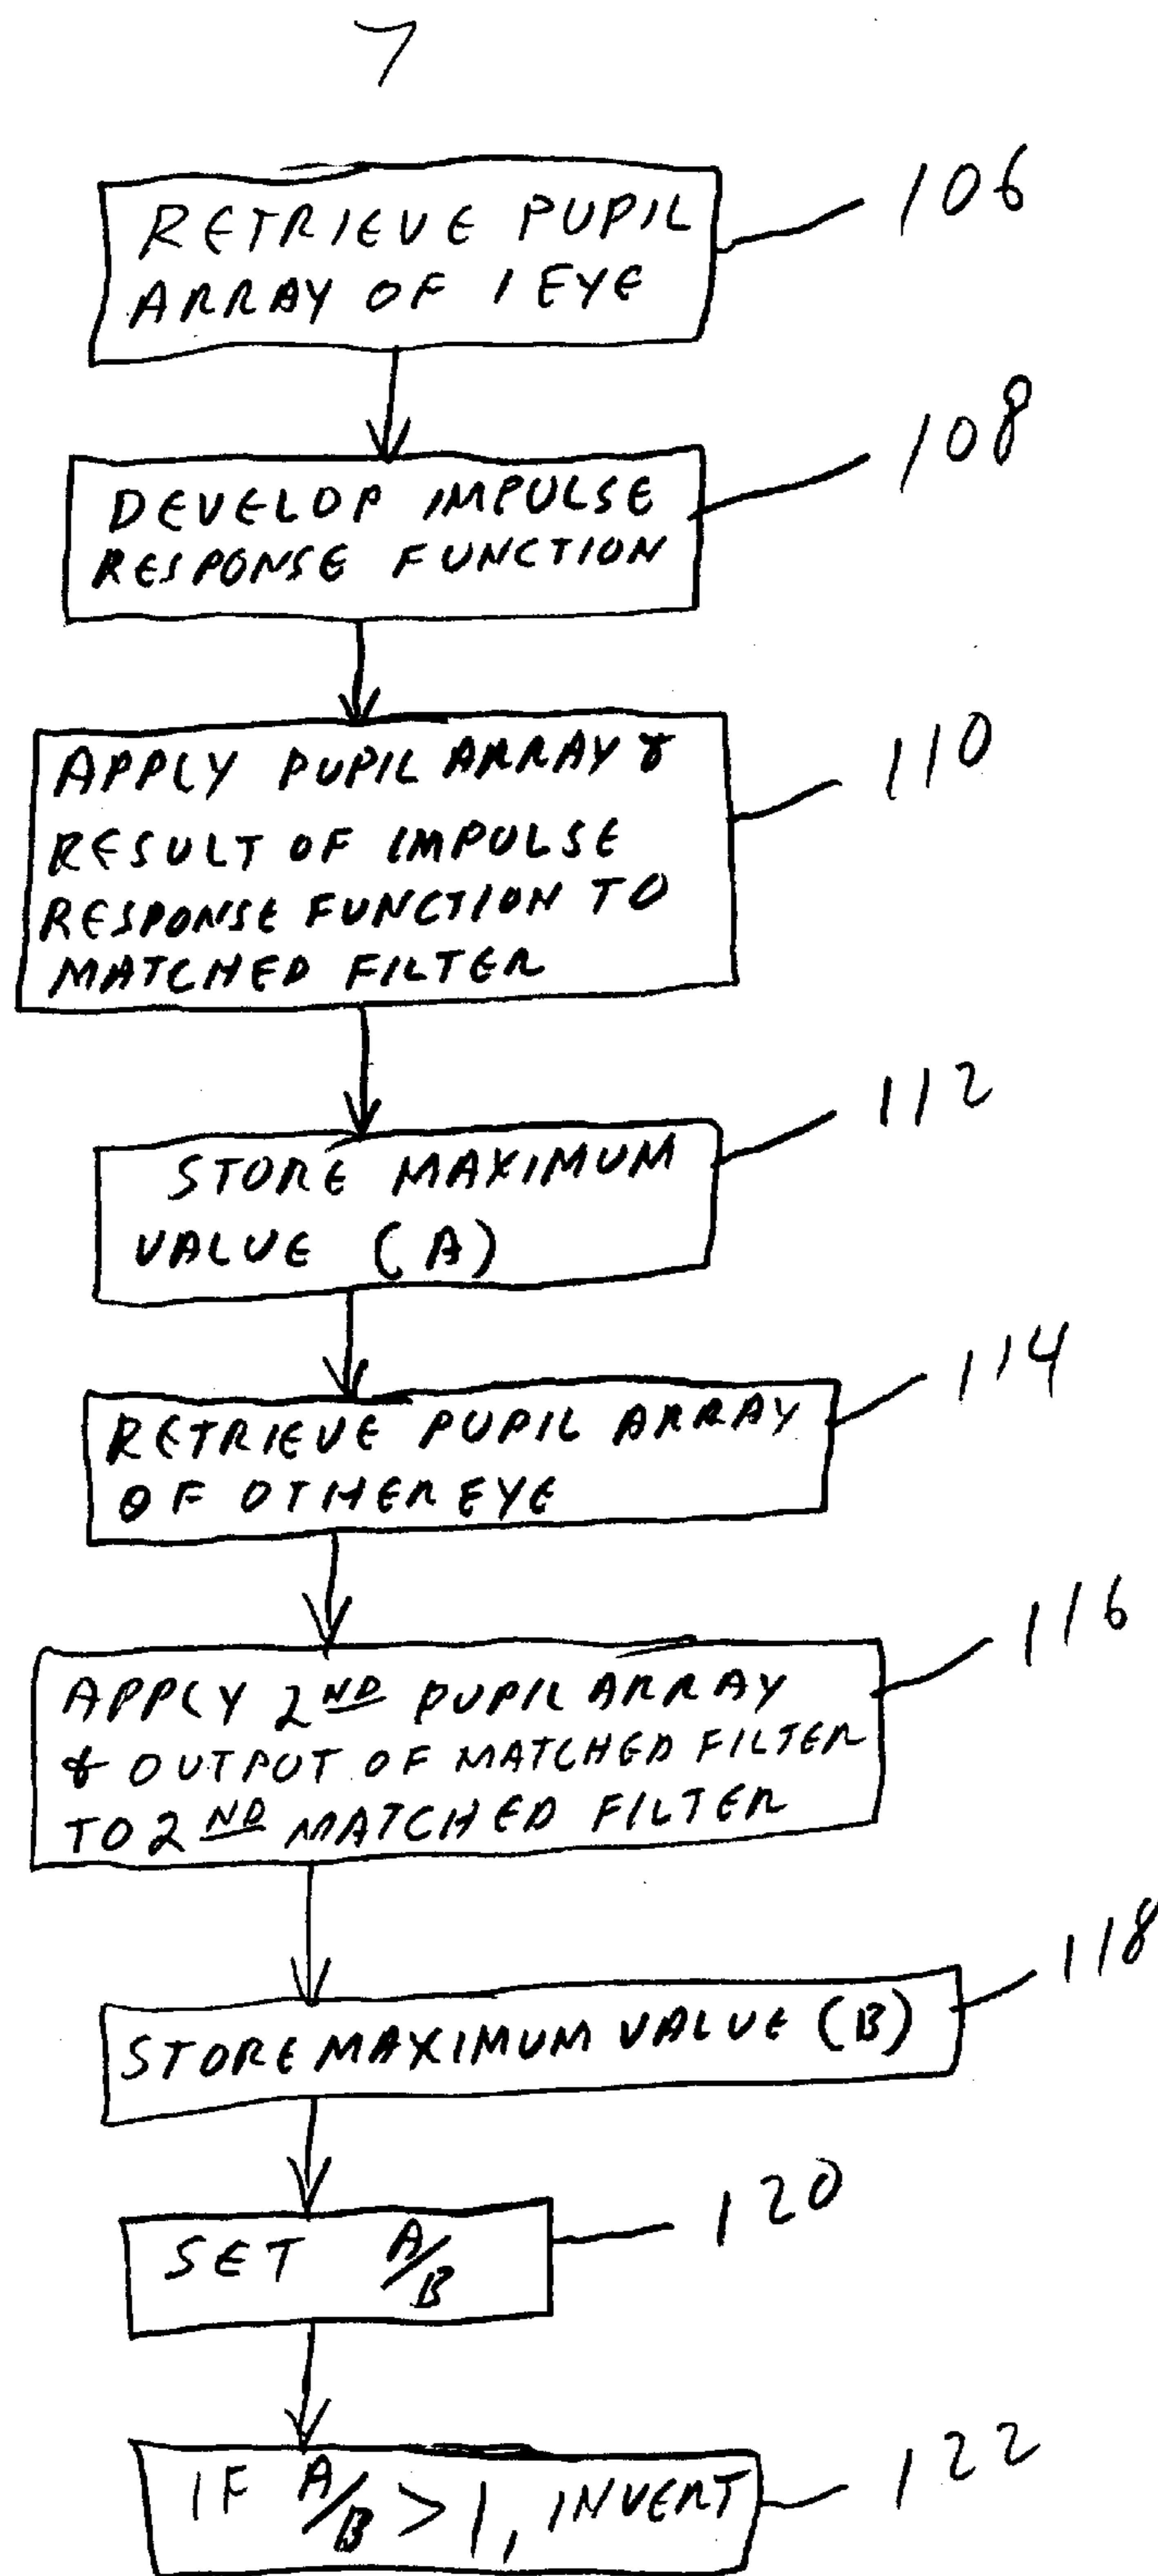 7
RETRIEVE PUPIL
ARRAY OF 1 EYE
106
DEVELOP IMPULSE
RESPONSE FUNCTION
108
APPLY PUPIL ARRAY &
RESULT OF IMPULSE
RESPONSE FUNCTION TO
MATCHED FILTER
110
STORE MAXIMUM
VALUE (A)
112
RETRIEVE PUPIL ARRAY
OF OTHER EYE
114
APPLY 2ND PUPIL ARRAY
& OUTPUT OF MATCHED FILTER
TO 2ND MATCHED FILTER
116
STORE MAXIMUM VALUE (B)
118
SET A/B
120
IF A/B > 1, INVERT
122